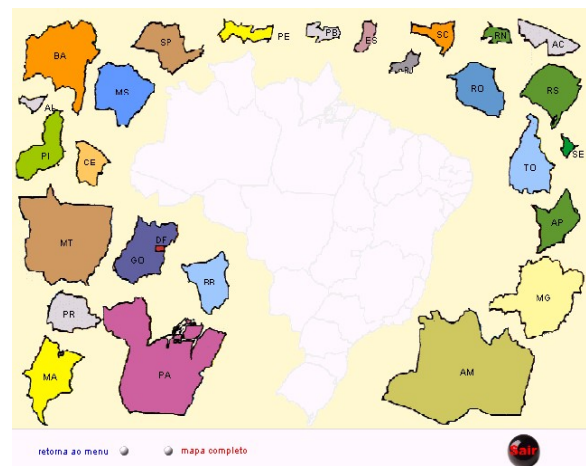 BA
SP
PE
PB
ES
SC
RN
AC
MS
RJ
RO
RS
AL
PI
CE
TO
SE
MT
GO
DF
RR
AP
MG
PR
MA
PA
AM
retorna ao menu
mapa completo
Sair